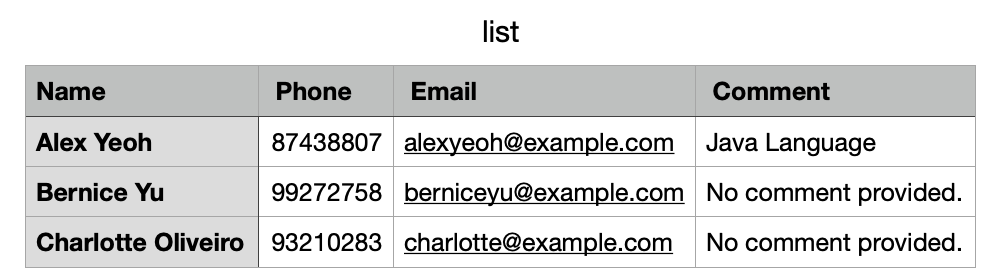 list
Name Phone Email Comment
Alex Yeoh 87438807 alexyeoh@example.com Java Language
Bernice Yu 99272758 berniceyu@example.com No comment provided.
Charlotte Oliveiro 93210283 charlotte@example.com No comment provided.